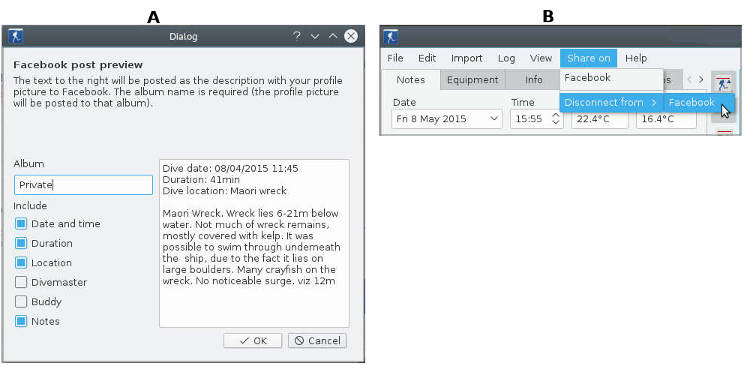 A
Dialog
Facebook post preview
The text to the right will be posted as the description with your profile
picture to Facebook. The album name is required (the profile picture
will be posted to that album).
Album
Private
Include
Date and time
Duration
Location
Divemaster
Buddy
Notes
Dive date: 08/04/2015 11:45
Duration: 41min
Dive location: Maori wreck
Maori Wreck. Wreck lies 6-21m below
water. Not much of wreck remains,
mostly covered with kelp. It was
possible to swim through underneath
the ship, due to the fact it lies on
large boulders. Many crayfish on the
wreck. No noticeable surge, viz 12m
OK
Cancel
B
File Edit Import Log View Share on Help
Notes Equipment Info
Facebook
Disconnect from
Facebook
Date Time
Fri 8 May 2015 15:55 22.4°C 16.4°C